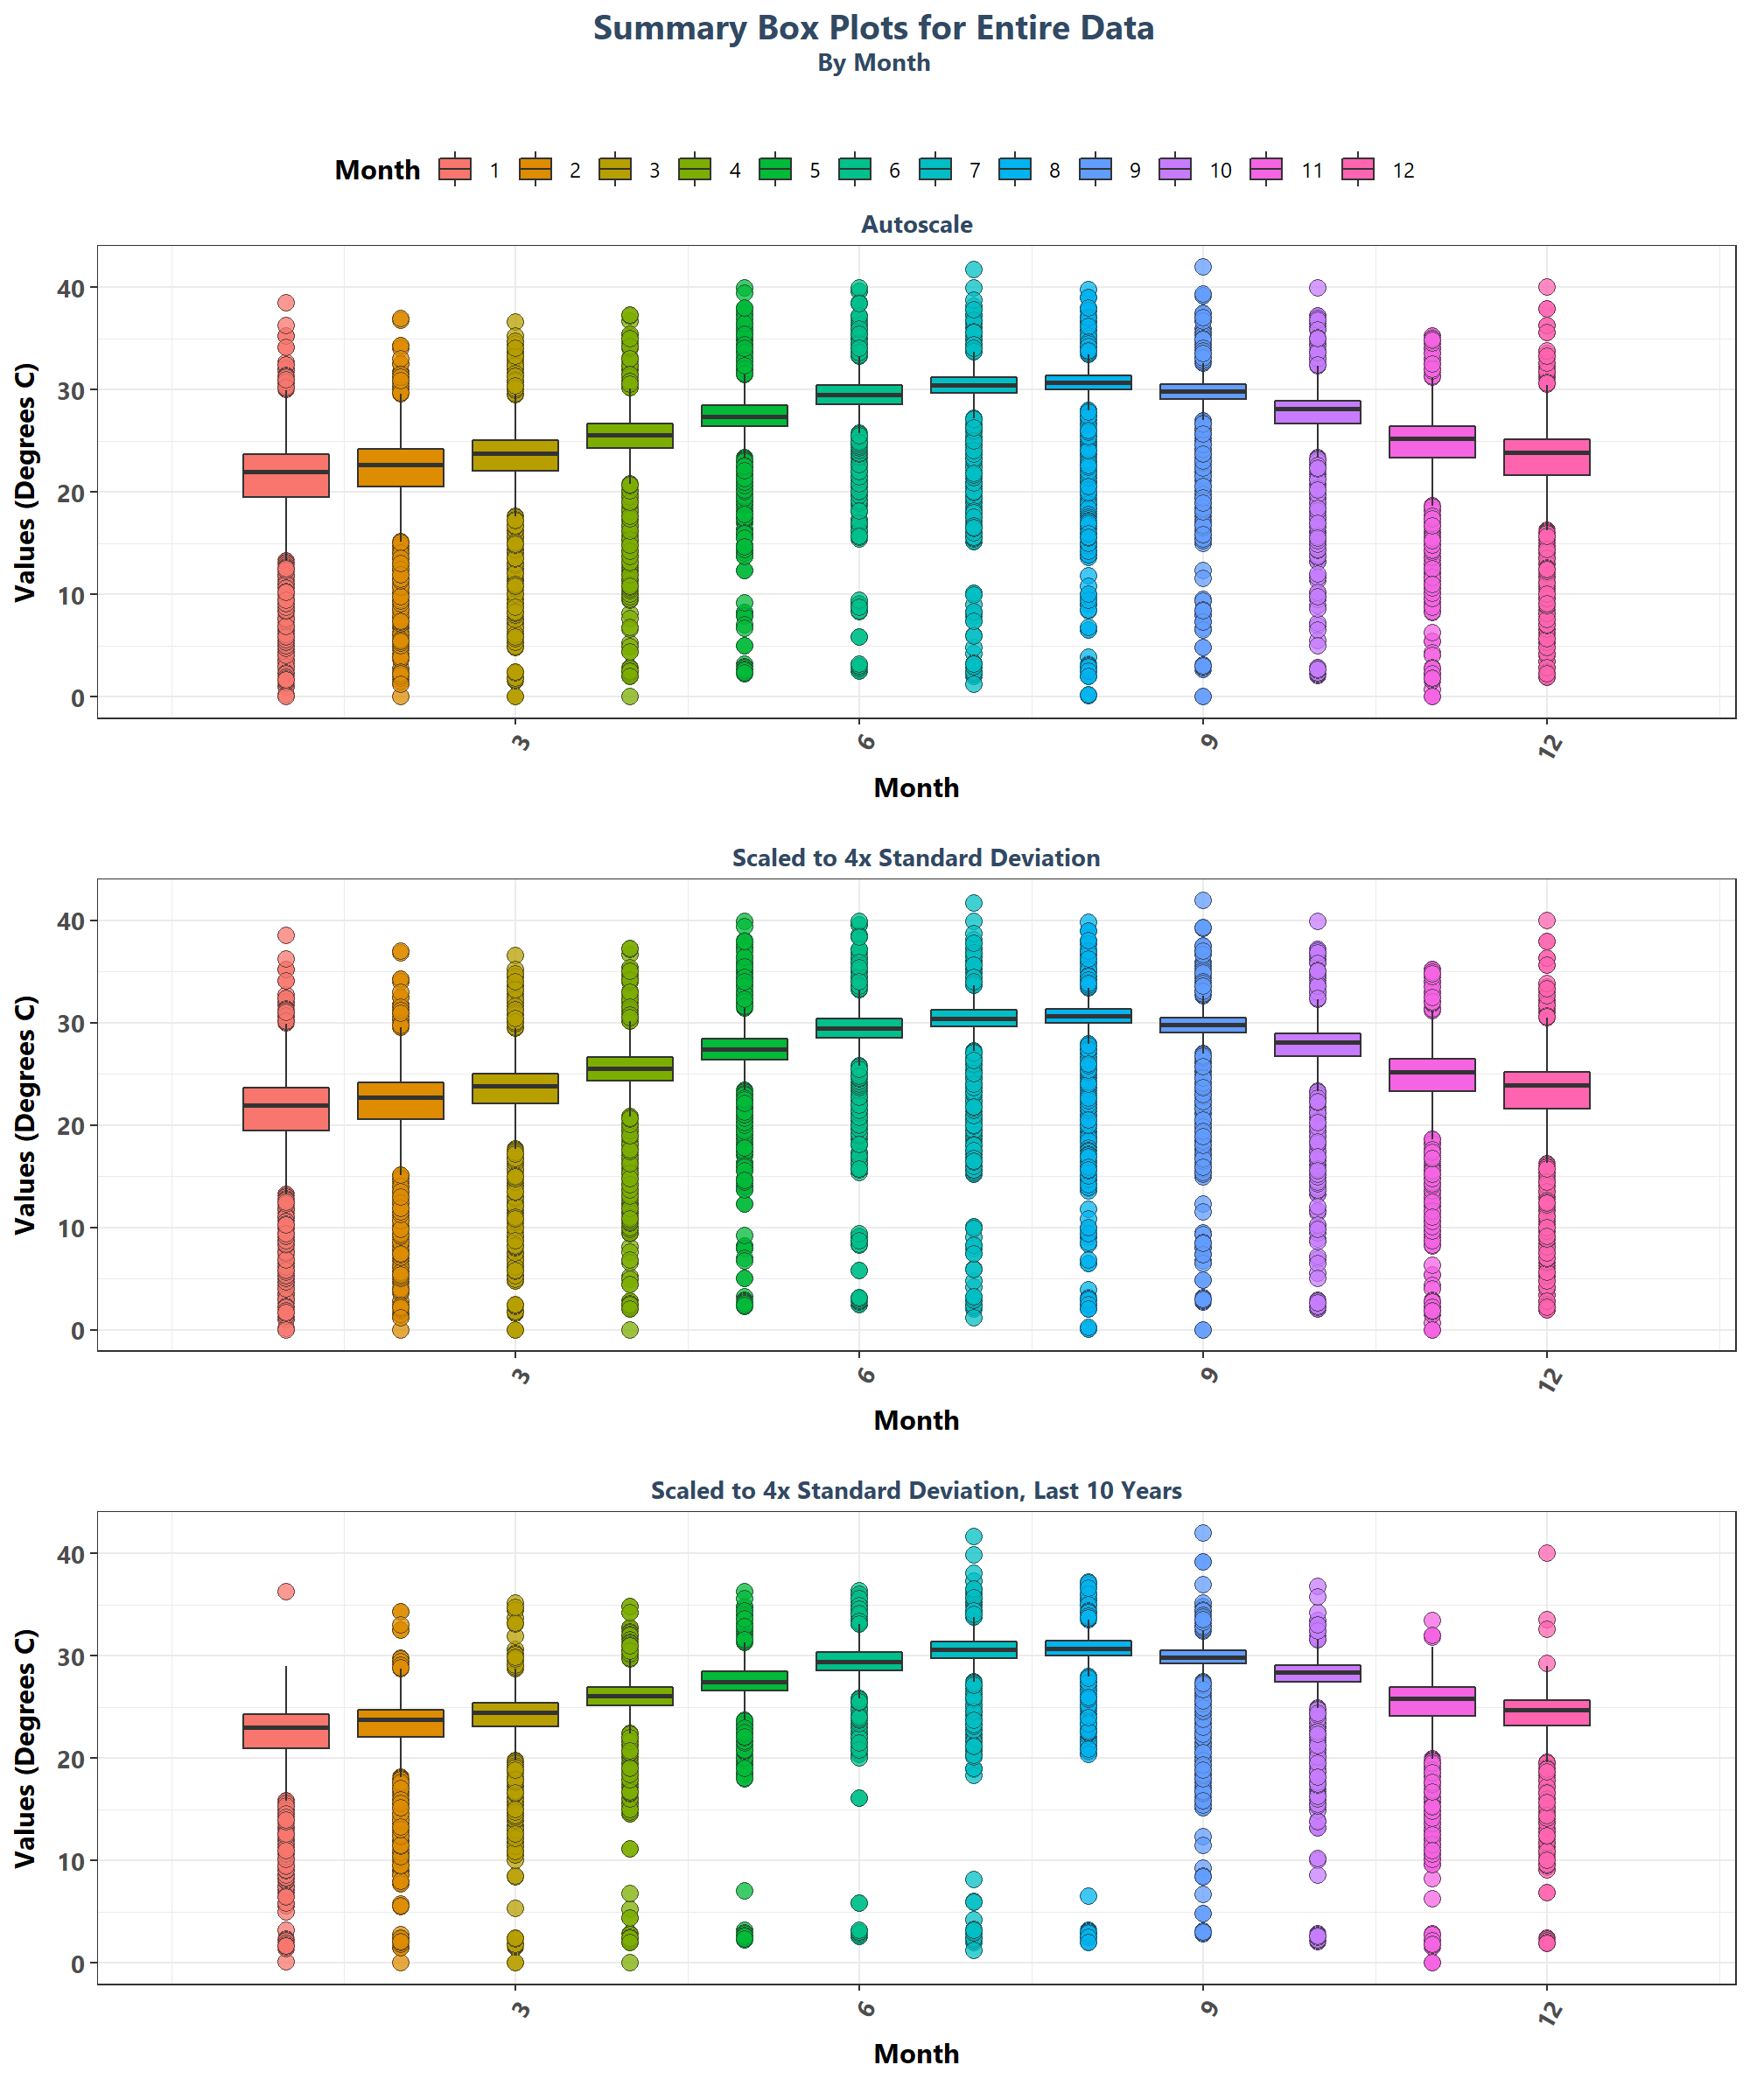 Summary Box Plots for Entire Data
By Month
Month 1 2 3 4 5 6 7 8 9 10 11 12
Autoscale
Values (Degrees C)
40
30
20
10
0
3 6 9 12
Month
Scaled to 4x Standard Deviation
Values (Degrees C)
40
30
20
10
0
3 6 9 12
Month
Scaled to 4x Standard Deviation, Last 10 Years
Values (Degrees C)
40
30
20
10
0
3 6 9 12
Month